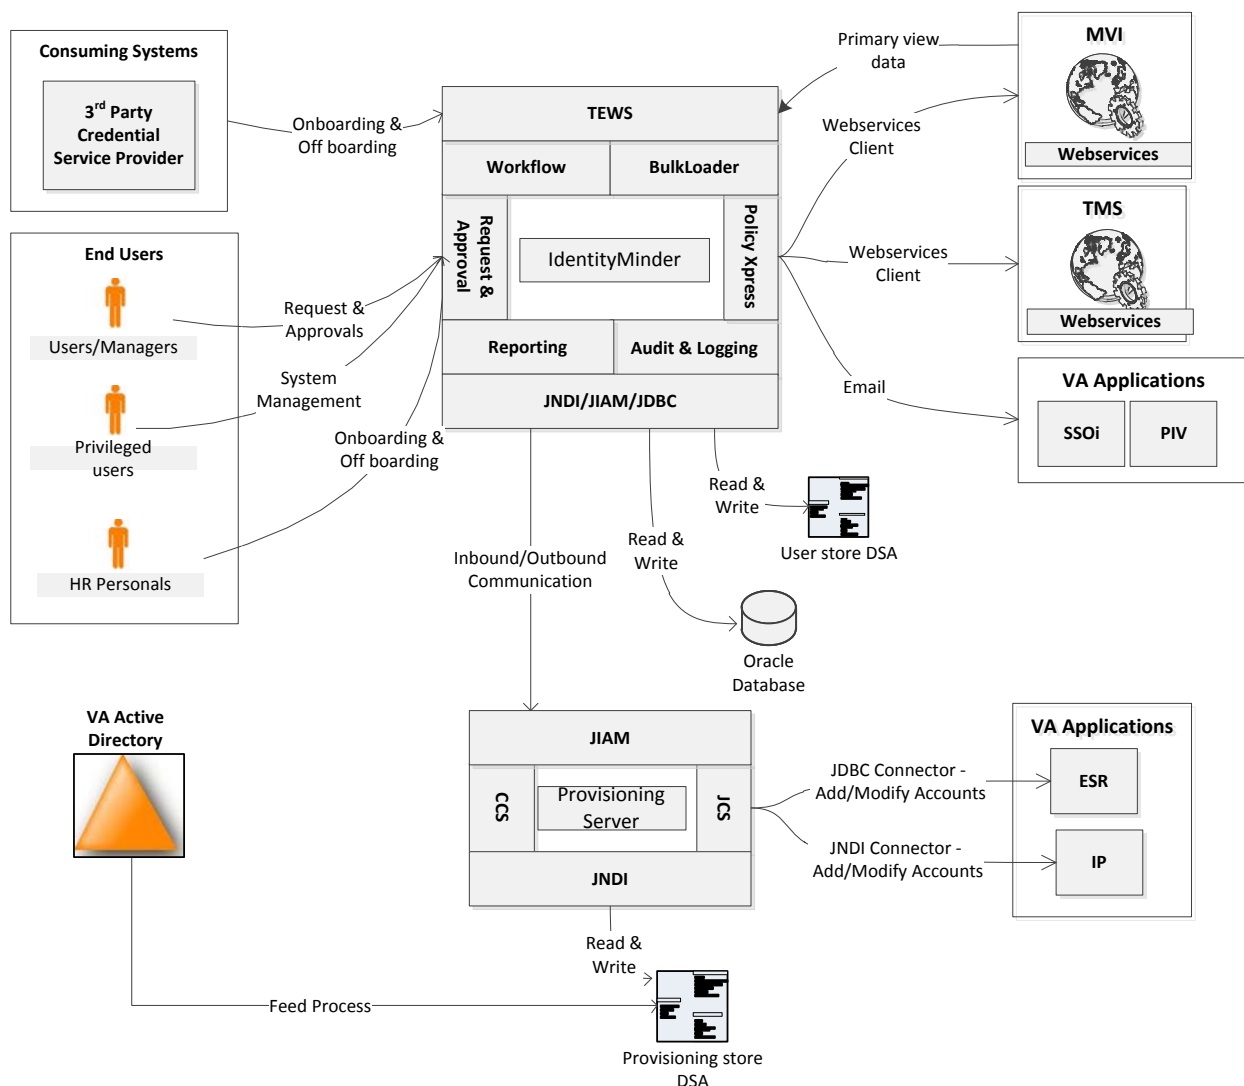 Consuming Systems
3rd Party
Credential
Service Provider
Onboarding &
Off boarding
TEWS
Workflow
BulkLoader
Request &
Approval
IdentityMinder
Policy Xpress
Reporting
Audit & Logging
JNDI/JIAM/JDBC
Primary view
data
MVI
Webservices
Webservices
Client
TMS
Webservices
Webservices
Client
Email
VA Applications
SSOi
PIV
End Users
Users/Managers
Privileged
users
HR Personals
Request &
Approvals
System
Management
Onboarding &
Off boarding
Read &
Write
User store DSA
Read &
Write
Oracle
Database
Inbound/Outbound
Communication
VA Active
Directory
JIAM
CCS
Provisioning
Server
JCS
JNDI
JDBC Connector -
Add/Modify Accounts
JNDI Connector -
Add/Modify Accounts
VA Applications
ESR
IP
Read &
Write
Feed Process
Provisioning store
DSA